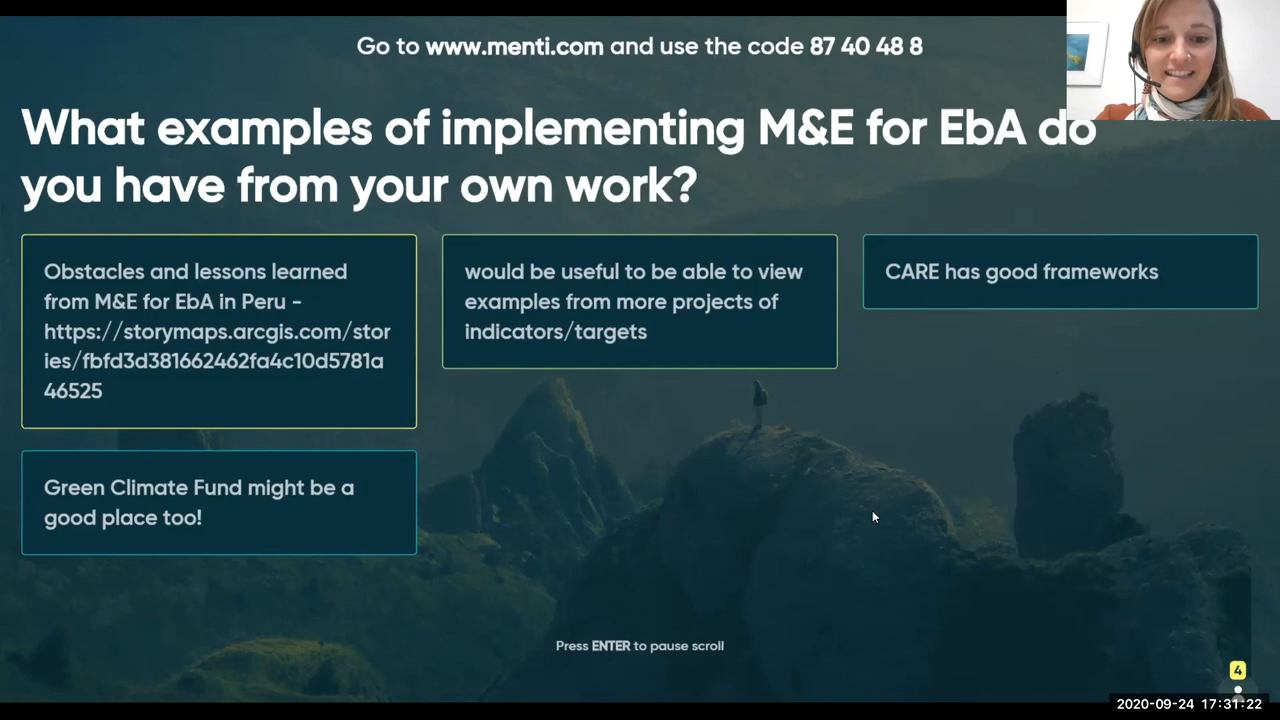 Go to www.menti.com and use the code 87 40 48 8
What examples of implementing M&E for EbA do
you have from your own work?
Obstacles and lessons learned
from M&E for EbA in Peru -
https://storymaps.arcgis.com/stor
ies/fbfd3d381662462fa4c10d5781a
46525
would be useful to be able to view
examples from more projects of
indicators/targets
CARE has good frameworks
Green Climate Fund might be a
good place too!
Press ENTER to pause scroll
4
2020-09-24 17:31:22